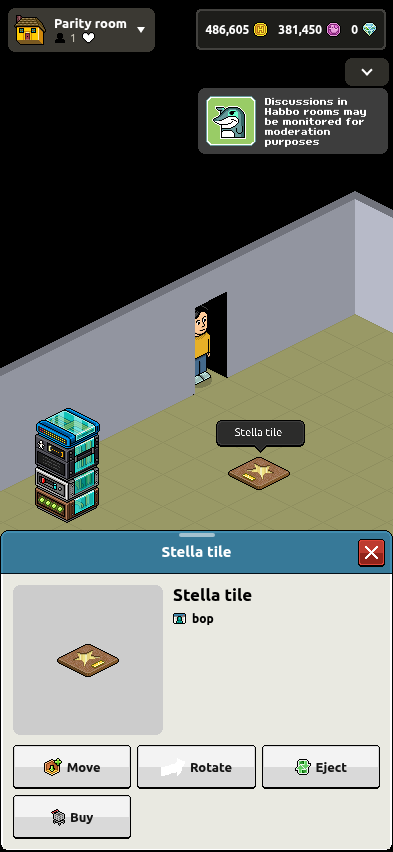 Parity room
1
486,605
381,450
0
Discussions in
Habbo rooms may
be monitored for
moderation
purposes
Stella tile
Stella tile
Stella tile
bop
Move
Rotate
Eject
Buy